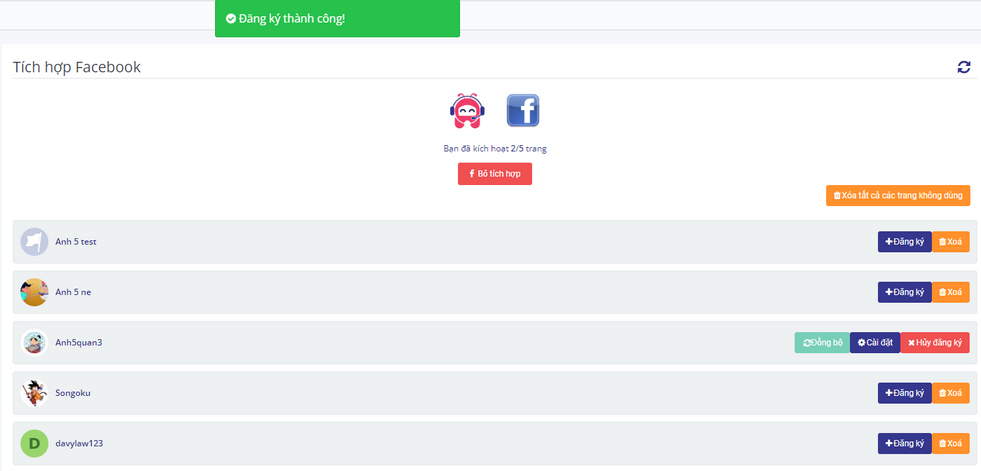 Đăng ký thành công!
Tích hợp Facebook
Bạn đã kích hoạt 2/5 trang
Bỏ tích hợp
Xóa tất cả các trang không dùng
Anh 5 test Đăng ký Xoá
Anh 5 ne Đăng ký Xoá
Anh5quan3 Đồng bộ Cài đặt Hủy đăng ký
Songoku Đăng ký Xoá
D davylaw123 Đăng ký Xoá